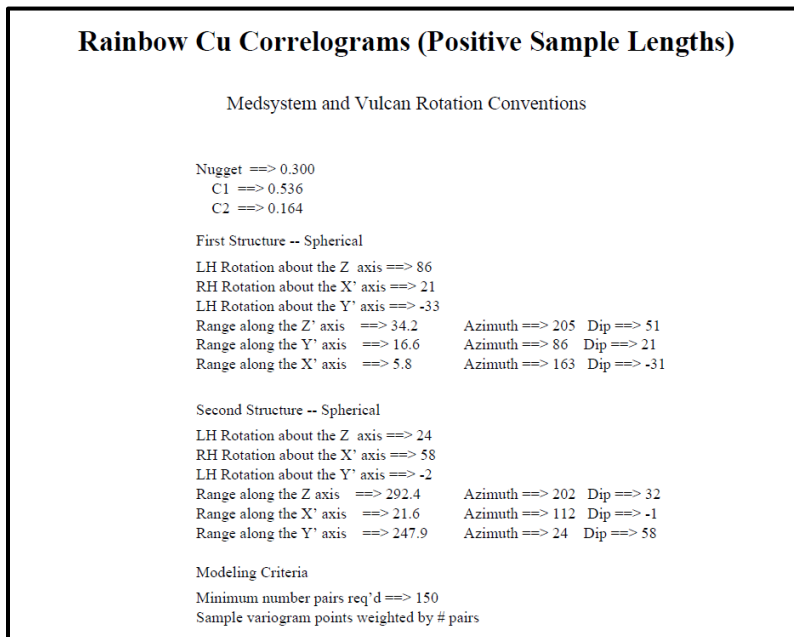 Rainbow Cu Correlograms (Positive Sample Lengths)
Medsystem and Vulcan Rotation Conventions
Nugget ==> 0.300
C1 ==> 0.536
C2 ==> 0.164
First Structure -- Spherical
LH Rotation about the Z axis ==> 86
RH Rotation about the X’ axis ==> 21
LH Rotation about the Y’ axis ==> -33
Range along the Z’ axis ==> 34.2 Azimuth ==> 205 Dip ==> 51
Range along the Y’ axis ==> 16.6 Azimuth ==> 86 Dip ==> 21
Range along the X’ axis ==> 5.8 Azimuth ==> 163 Dip ==> -31
Second Structure -- Spherical
LH Rotation about the Z axis ==> 24
RH Rotation about the X’ axis ==> 58
LH Rotation about the Y’ axis ==> -2
Range along the Z axis ==> 292.4 Azimuth ==> 202 Dip ==> 32
Range along the X’ axis ==> 21.6 Azimuth ==> 112 Dip ==> -1
Range along the Y’ axis ==> 247.9 Azimuth ==> 24 Dip ==> 58
Modeling Criteria
Minimum number pairs req’d ==> 150
Sample variogram points weighted by # pairs